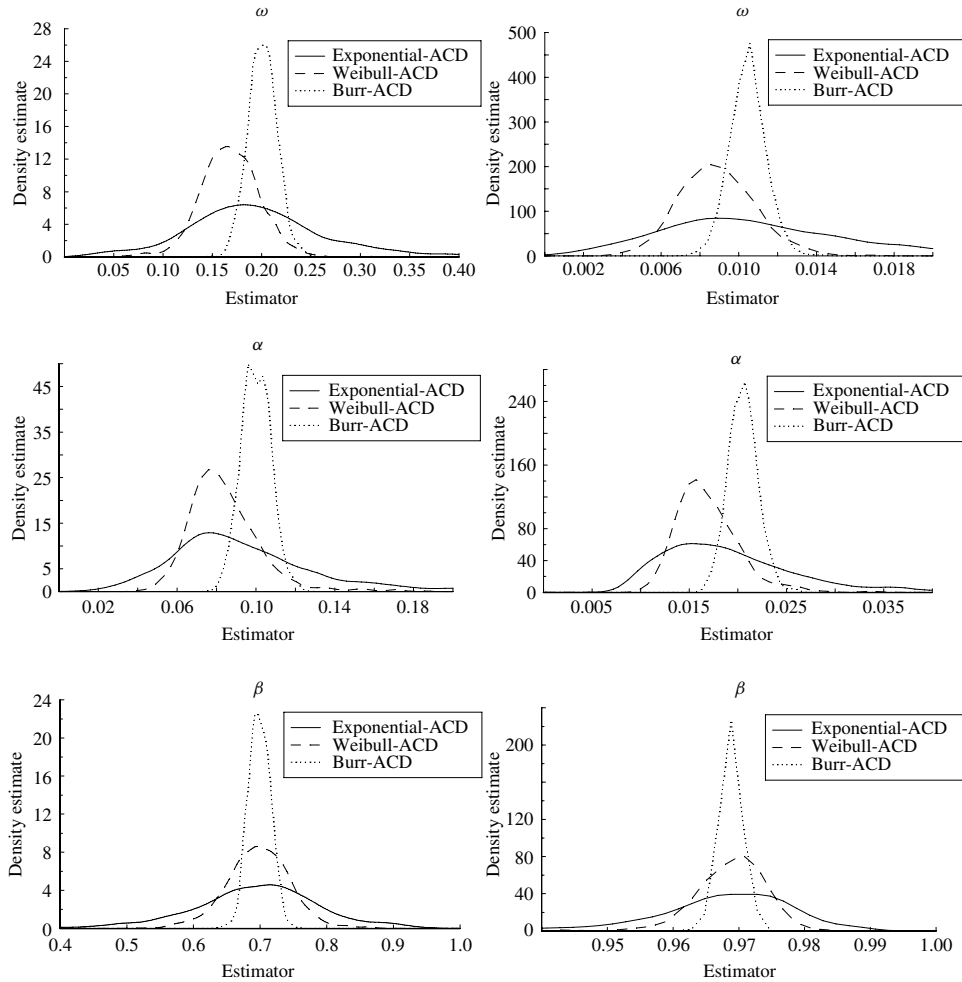 ω
28
24
20
16
12
8
4
0
0.05 0.10 0.15 0.20 0.25 0.30 0.35 0.40
Density estimate
Estimator
Exponential-ACD
Weibull-ACD
Burr-ACD
ω
500
400
300
200
100
0
0.002 0.006 0.010 0.014 0.018
Density estimate
Estimator
Exponential-ACD
Weibull-ACD
Burr-ACD
α
45
35
25
15
5
0
0.02 0.06 0.10 0.14 0.18
Density estimate
Estimator
Exponential-ACD
Weibull-ACD
Burr-ACD
α
240
160
80
40
0
0.005 0.015 0.025 0.035
Density estimate
Estimator
Exponential-ACD
Weibull-ACD
Burr-ACD
β
24
20
16
12
8
4
0
0.4 0.5 0.6 0.7 0.8 0.9 1.0
Density estimate
Estimator
Exponential-ACD
Weibull-ACD
Burr-ACD
β
200
120
80
40
0
0.95 0.96 0.97 0.98 0.99 1.00
Density estimate
Estimator
Exponential-ACD
Weibull-ACD
Burr-ACD